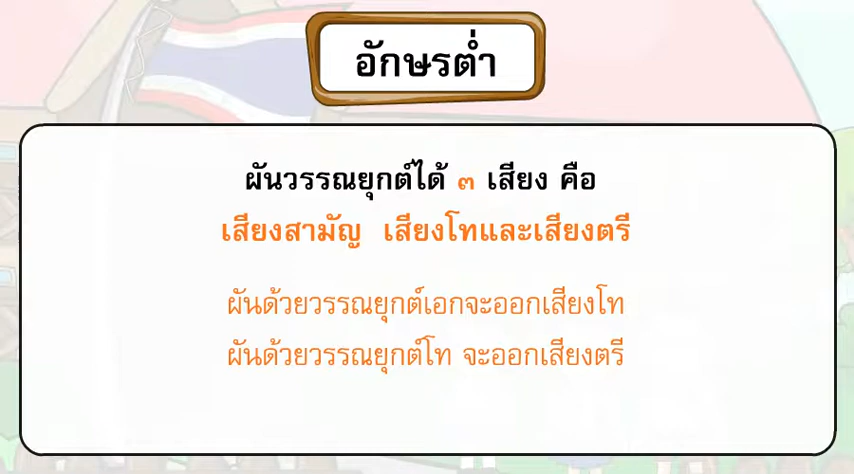 อักษรต่ำ
ผันวรรณยุกต์ได้ ๓ เสียง คือ
เสียงสามัญ เสียงโทและเสียงตรี
ผันด้วยวรรณยุกต์เอกจะออกเสียงโท
ผันด้วยวรรณยุกต์โท จะออกเสียงตรี